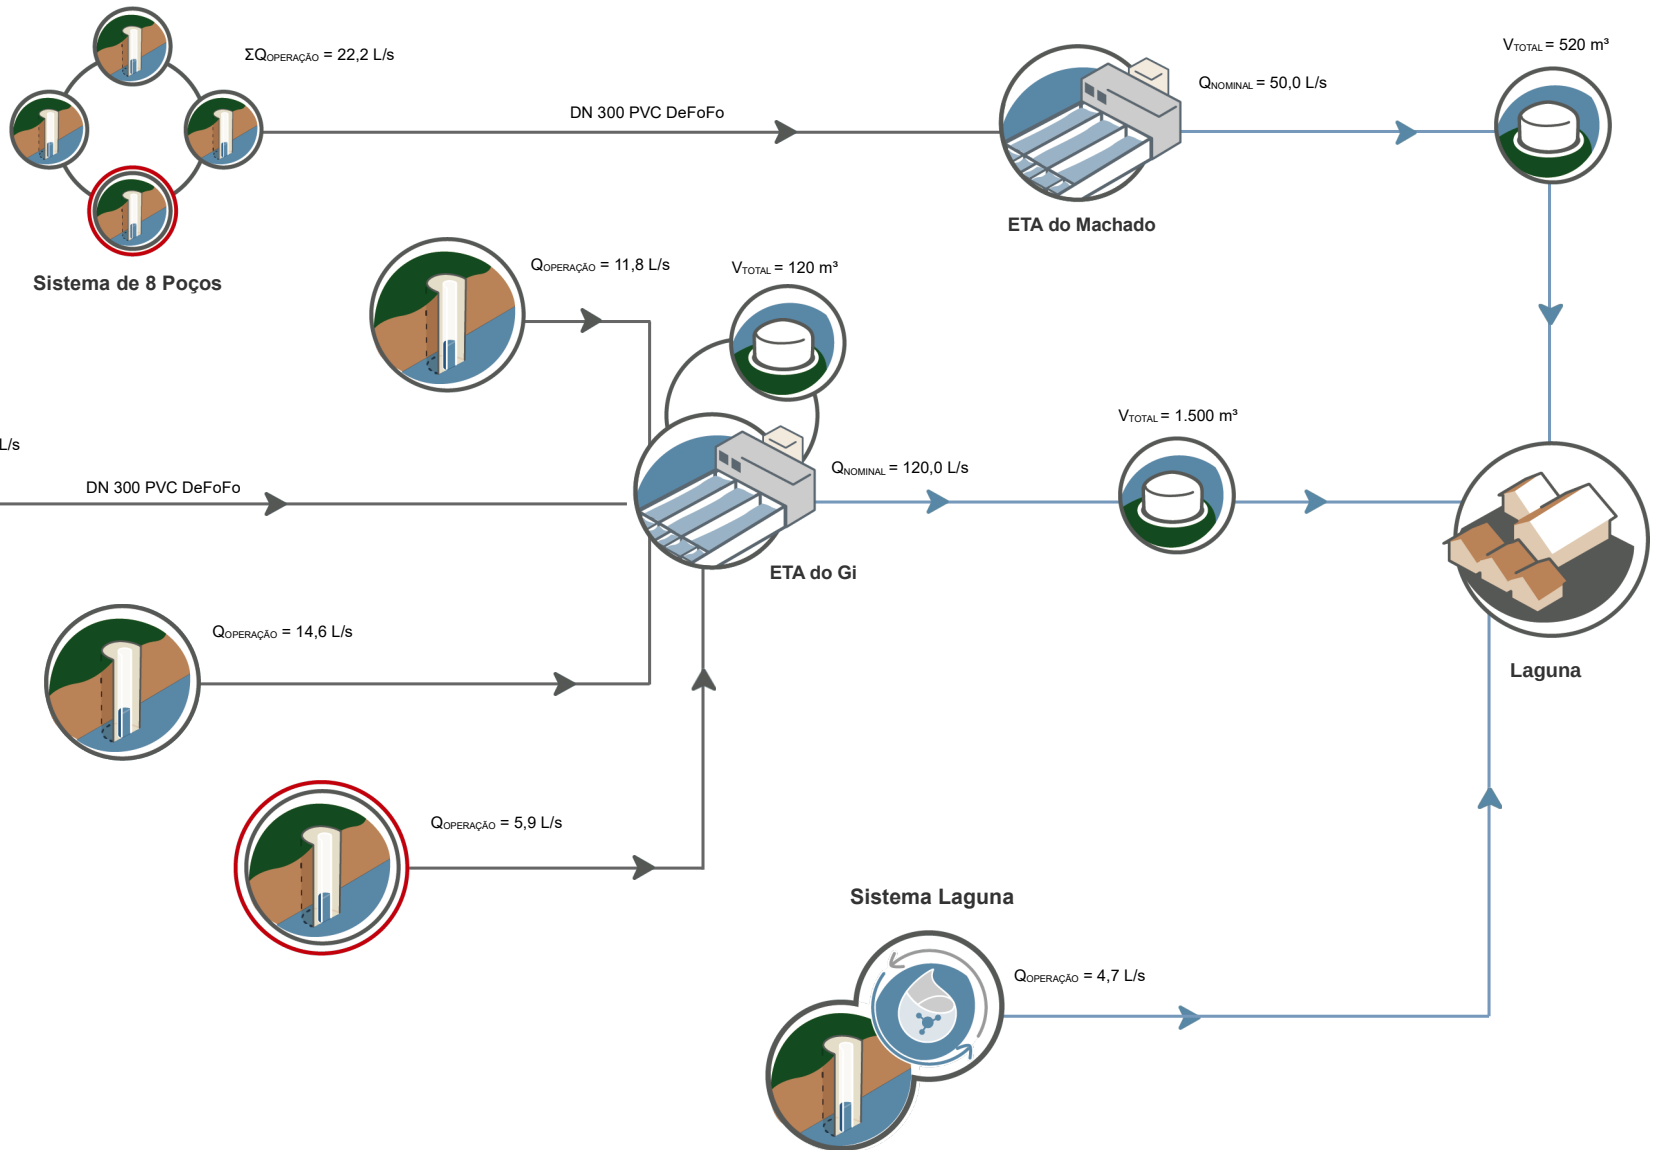 ΣQOPERAÇÃO = 22,2 L/s
VTOTAL = 520 m³
QNOMINAL = 50,0 L/s
DN 300 PVC DeFoFo
ETA do Machado
Sistema de 8 Poços
QOPERAÇÃO = 11,8 L/s
VTOTAL = 120 m³
VTOTAL = 1.500 m³
L/s
QNOMINAL = 120,0 L/s
DN 300 PVC DeFoFo
ETA do Gi
QOPERAÇÃO = 14,6 L/s
Laguna
QOPERAÇÃO = 5,9 L/s
Sistema Laguna
QOPERAÇÃO = 4,7 L/s